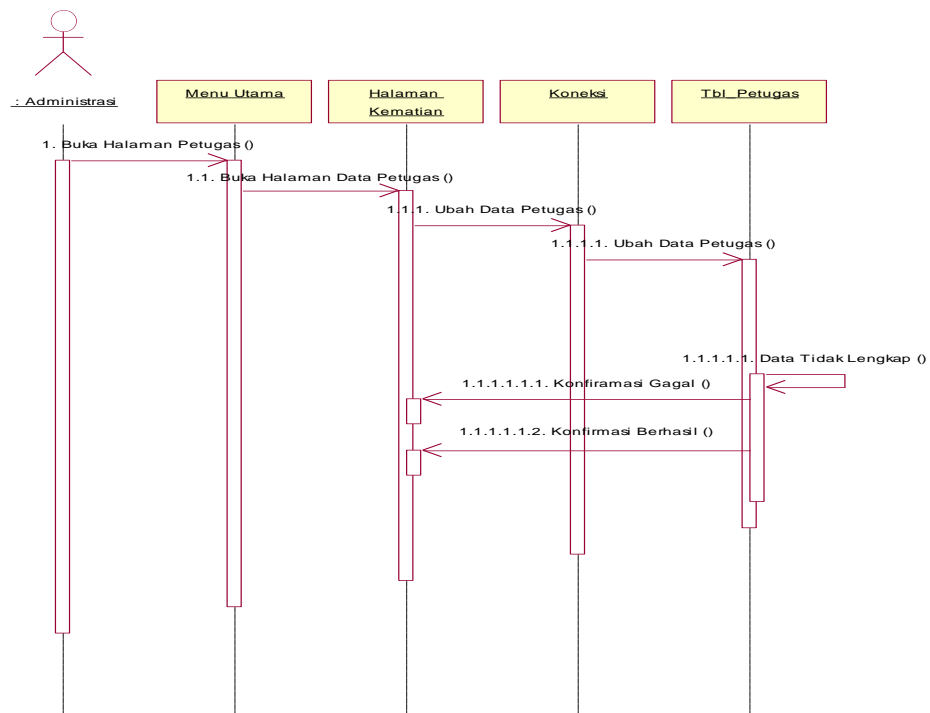 : Administrasi
Menu Utama
Halaman
Kematian
Koneksi
Tbl_Petugas
1. Buka Halaman Petugas ()
1.1. Buka Halaman Data Petugas ()
1.1.1. Ubah Data Petugas ()
1.1.1.1. Ubah Data Petugas ()
1.1.1.1.1. Data Tidak Lengkap ()
1.1.1.1.1.1. Konfiramasi Gagal ()
1.1.1.1.1.2. Konfirmasi Berhasil ()